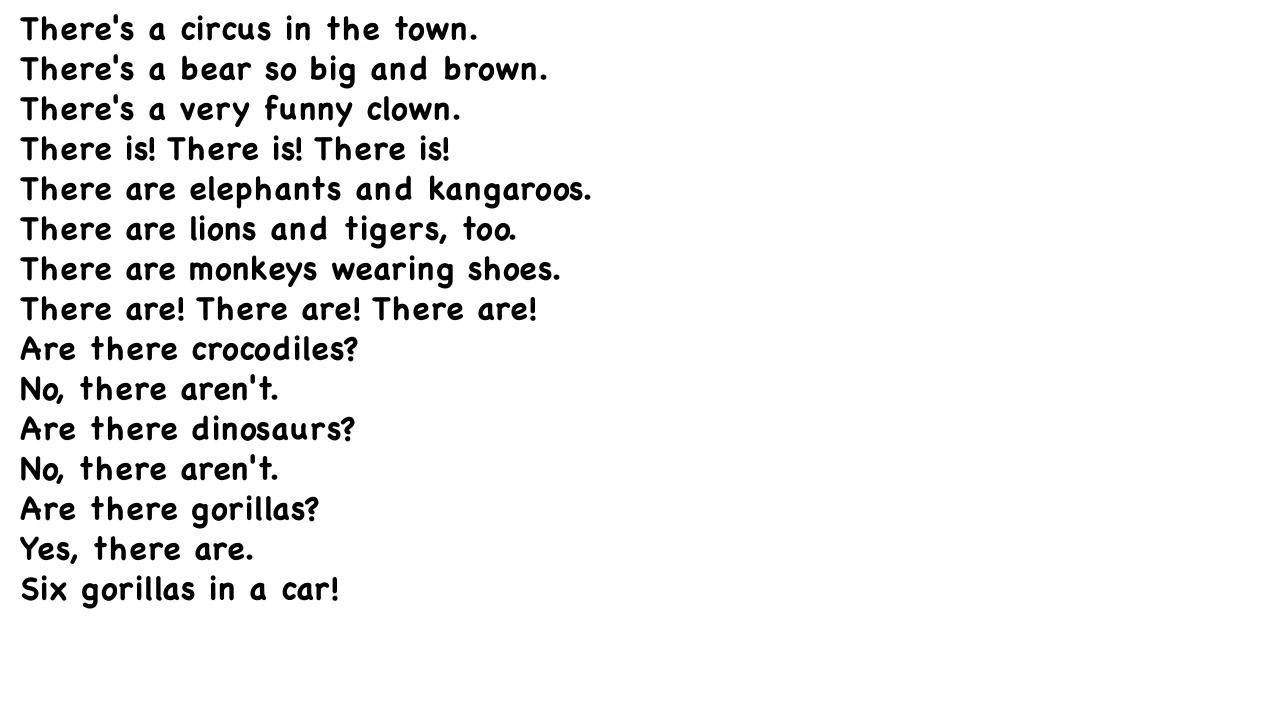 There's a circus in the town.
There's a bear so big and brown.
There's a very funny clown.
There is! There is! There is!
There are elephants and kangaroos.
There are lions and tigers, too.
There are monkeys wearing shoes.
There are! There are! There are!
Are there crocodiles?
No, there aren't.
Are there dinosaurs?
No, there aren't.
Are there gorillas?
Yes, there are.
Six gorillas in a car!